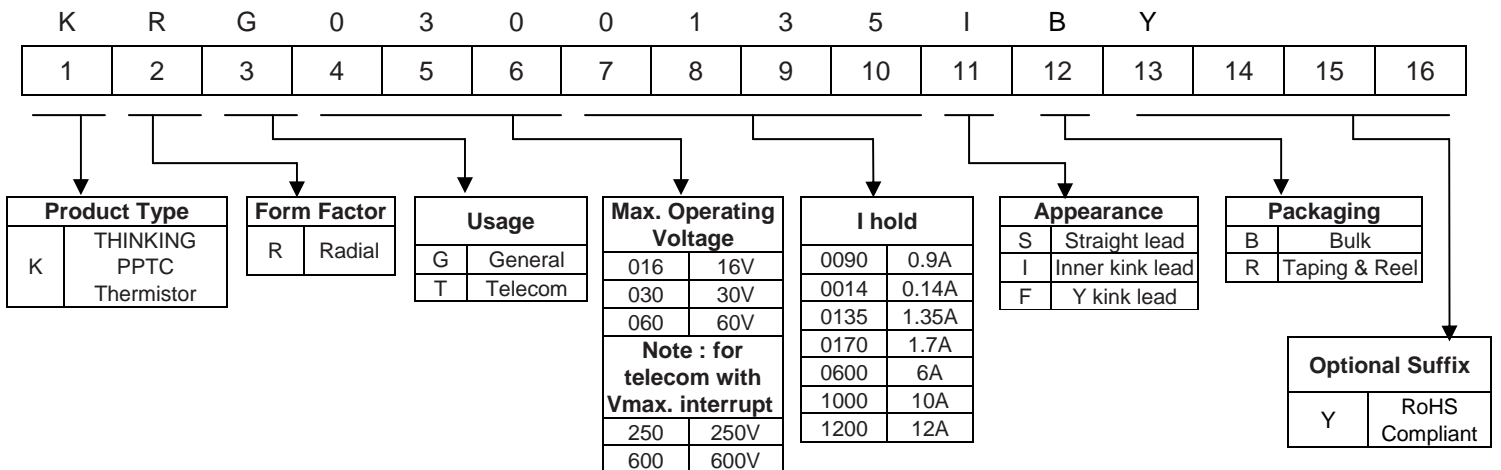 K R G 0 3 0 0 1 3 5 I B Y
1 2 3 4 5 6 7 8 9 10 11 12 13 14 15 16
Product Type
K THINKING PPTC Thermistor
Form Factor
R Radial
Usage
G General
T Telecom
Max. Operating
Voltage
016 16V
030 30V
060 60V
Note : for
telecom with
Vmax. interrupt
250 250V
600 600V
I hold
0090 0.9A
0014 0.14A
0135 1.35A
0170 1.7A
0600 6A
1000 10A
1200 12A
Appearance
S Straight lead
I Inner kink lead
F Y kink lead
Packaging
B Bulk
R Taping & Reel
Optional Suffix
Y RoHS Compliant